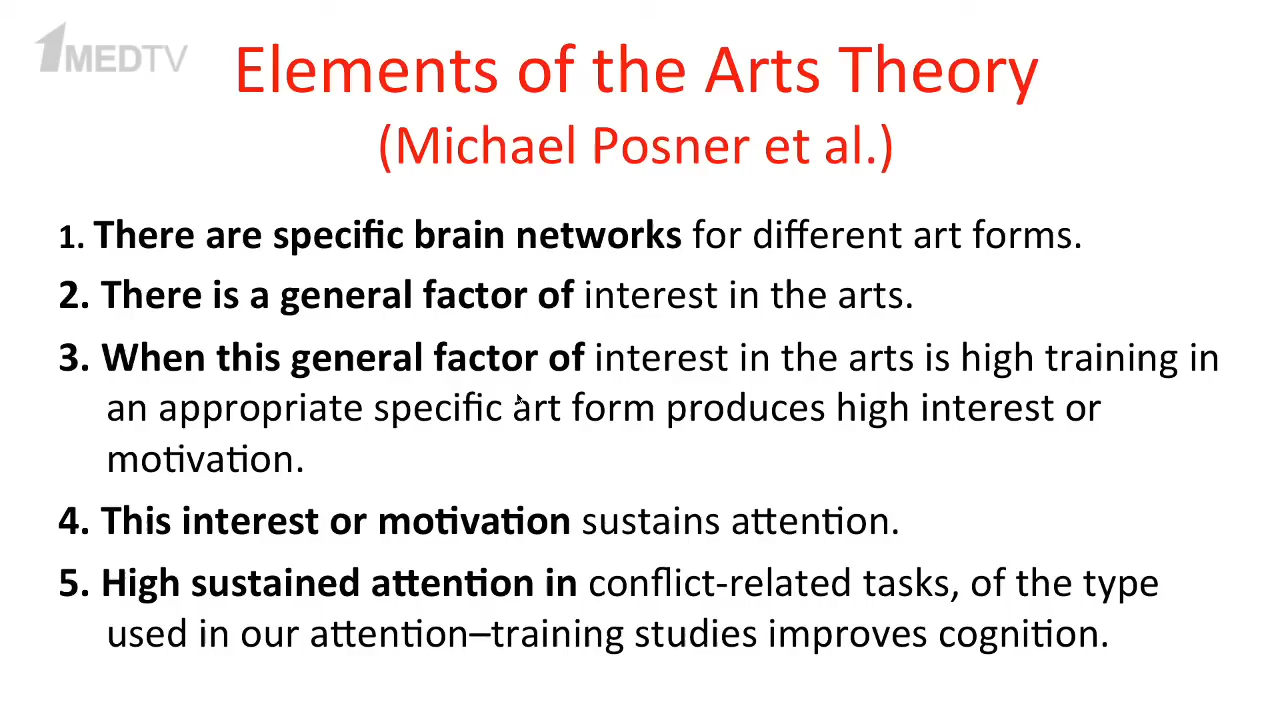 1MEDTV
Elements of the Arts Theory
(Michael Posner et al.)
1. There are specific brain networks for different art forms.
2. There is a general factor of interest in the arts.
3. When this general factor of interest in the arts is high training in
an appropriate specific art form produces high interest or
motivation.
4. This interest or motivation sustains attention.
5. High sustained attention in conflict-related tasks, of the type
used in our attention–training studies improves cognition.